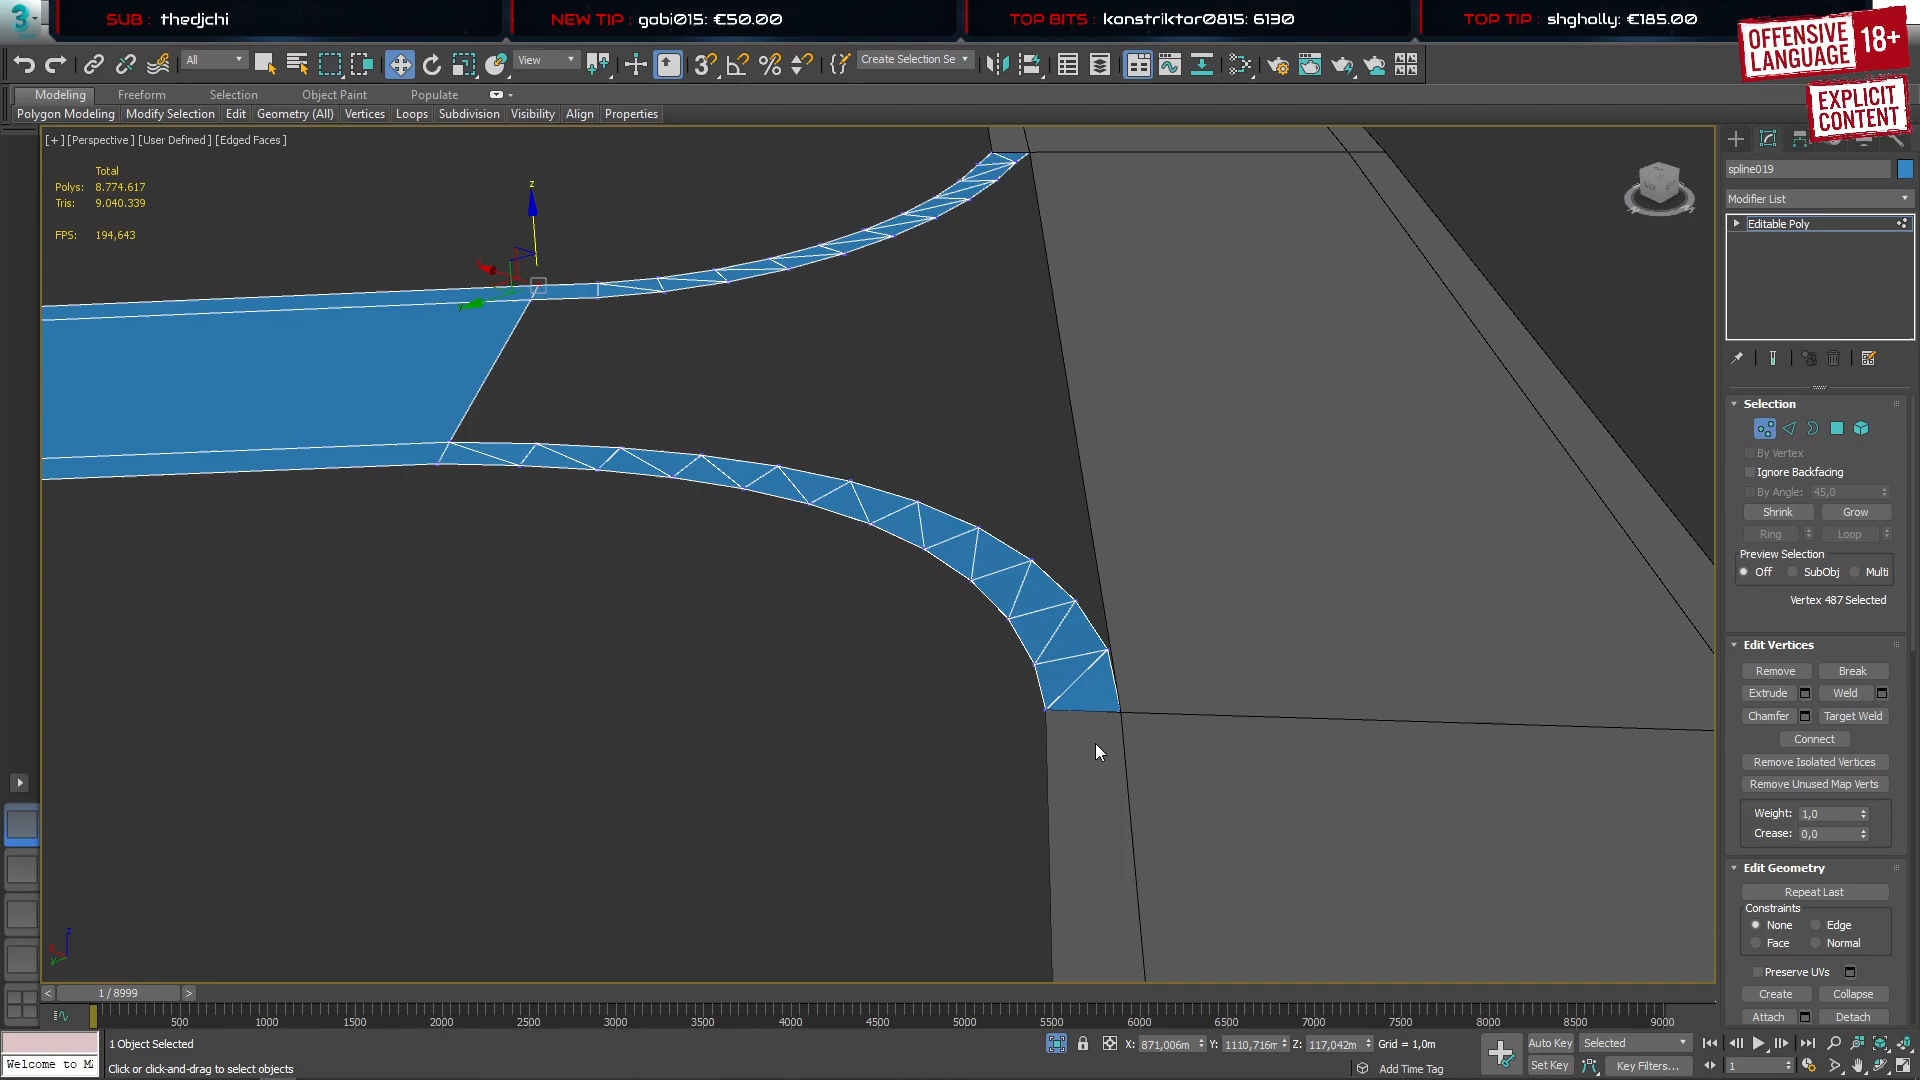 SUB : thedjchi
NEW TIP : gabi015: €50.00
TOP BITS : konstriktor0815: 6130
TOP TIP : shgholly: €185.00
OFFENSIVE LANGUAGE 18+
EXPLICIT CONTENT
3
MAX
All
View
Create Selection Se
Modeling
Freeform
Selection
Object Paint
Populate
Polygon Modeling
Modify Selection
Edit
Geometry (All)
Vertices
Loops
Subdivision
Visibility
Align
Properties
[+] [Perspective ] [User Defined ] [Edged Faces ]
Total
Polys: 8.774.617
Tris: 9.040.339
FPS: 194,643
z
y
spline019
Modifier List
Editable Poly
Selection
By Vertex
Ignore Backfacing
By Angle: 45,0
Shrink
Grow
Ring
Loop
Preview Selection
Off
SubObj
Multi
Vertex 487 Selected
Edit Vertices
Remove
Break
Extrude
Weld
Chamfer
Target Weld
Connect
Remove Isolated Vertices
Remove Unused Map Verts
Weight: 1,0
Crease: 0,0
Edit Geometry
Repeat Last
Constraints
None
Edge
Face
Normal
Preserve UVs
Create
Collapse
Attach
Detach
z
x
y
< 1 / 8999 >
500
1000
1500
2000
2500
3000
3500
4000
4500
5000
5500
6000
6500
7000
7500
8000
8500
9000
1 Object Selected
Welcome to M
Click or click-and-drag to select objects
X: 871,006m
Y: 1110,716m
Z: 117,042m
Grid = 1,0m
Add Time Tag
Auto Key
Selected
Set Key
Key Filters...
1